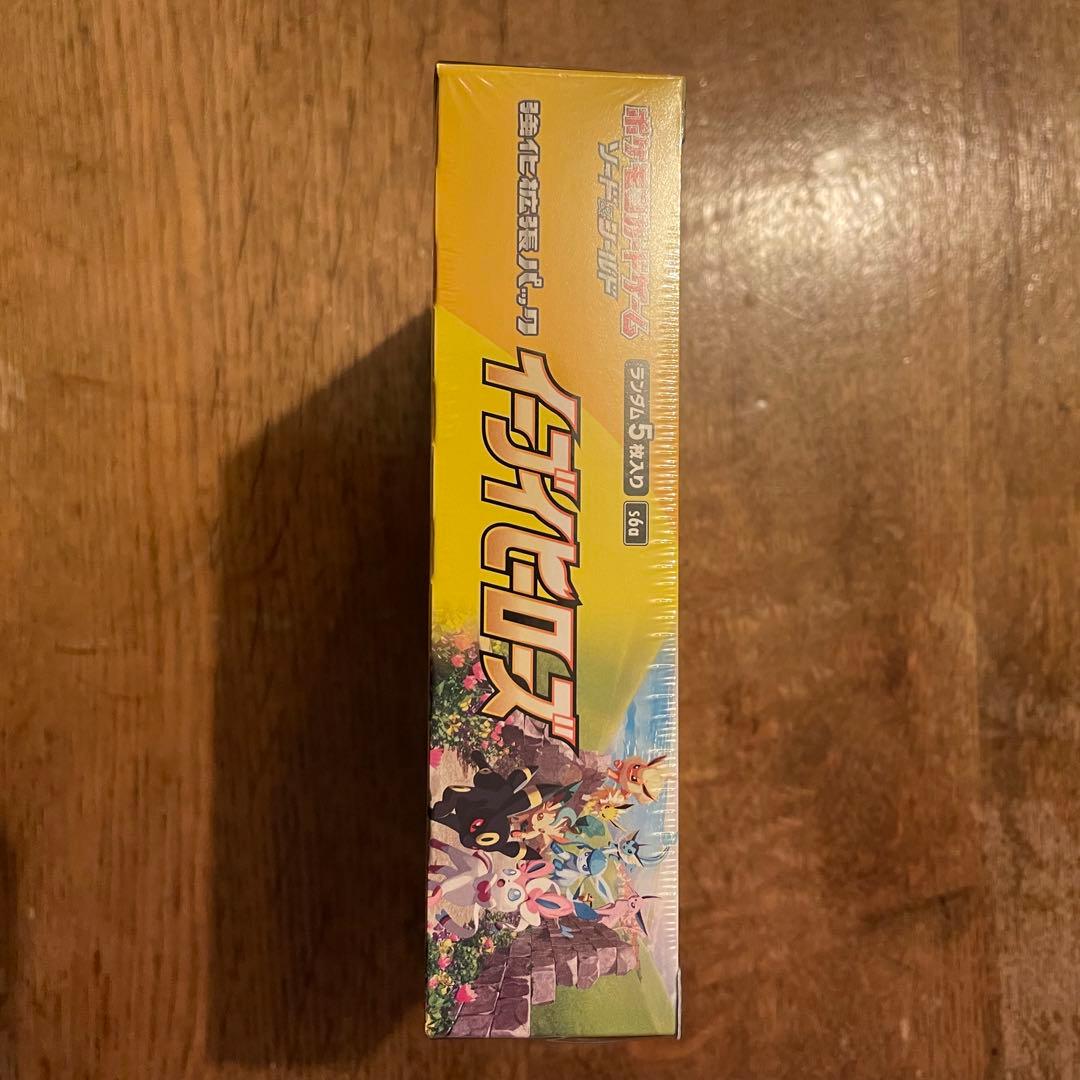 ポケモンカードゲーム
ソード&シールド
ランダム5枚入り
s6a
強化拡張パック
イーブイヒーローズ